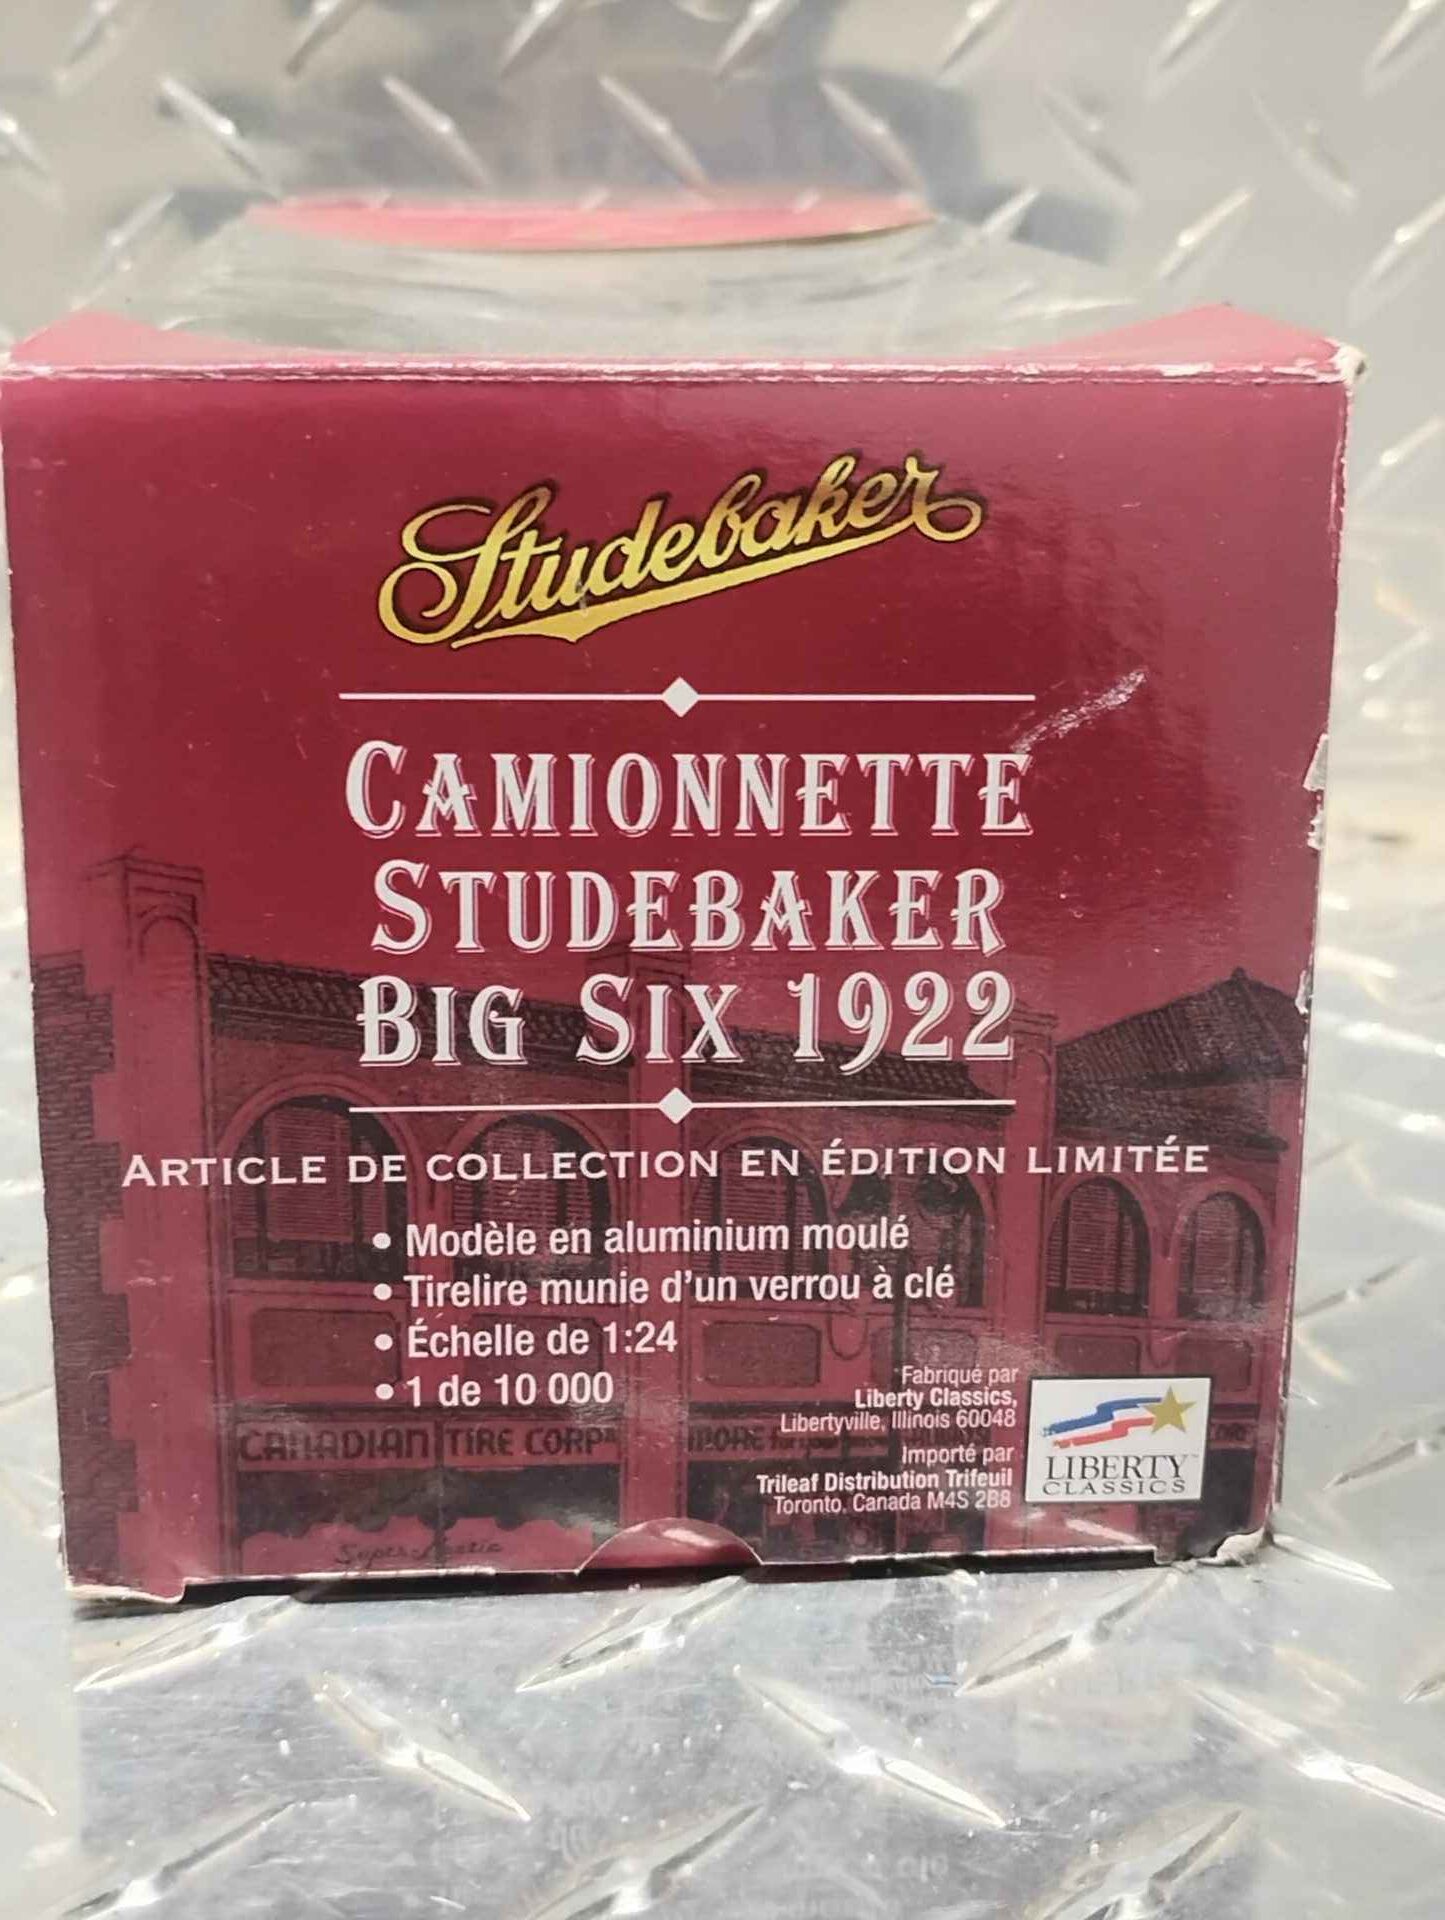 Studebaker
CAMIONNETTE
STUDEBAKER
BIG SIX 1922
ARTICLE DE COLLECTION EN ÉDITION LIMITÉE
• Modèle en aluminium moulé
• Tirelire munie d'un verrou à clé
• Échelle de 1:24
• 1 de 10 000
Fabriqué par
Liberty Classics,
Libertyville, Illinois 60048
Importé par
Trileaf Distribution Trifeuil
Toronto, Canada M4S 2B8
LIBERTY™
CLASSICS
CANADIAN TIRE CORPN